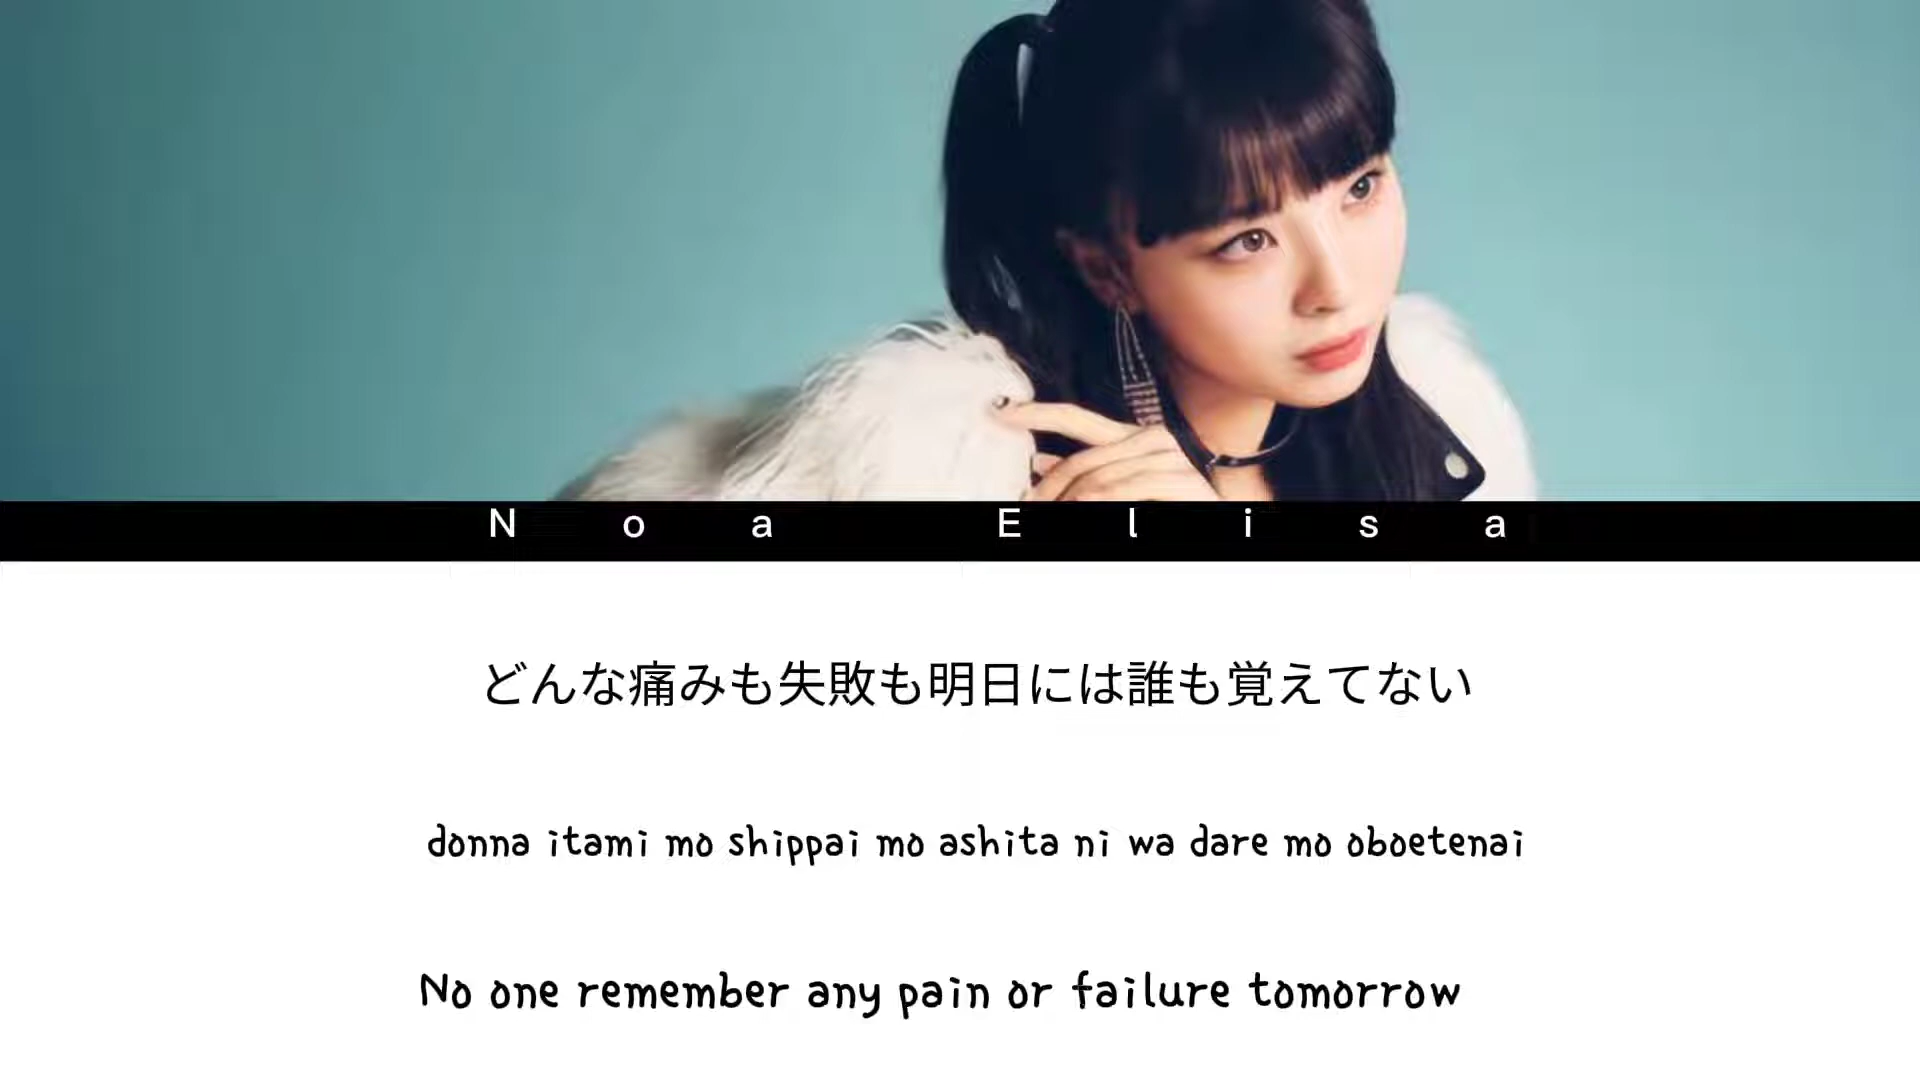 Noa Elisa
どんな痛みも失敗も明日には誰も覚えてない
donna itami mo shippai mo ashita ni wa dare mo oboetenai
No one remember any pain or failure tomorrow